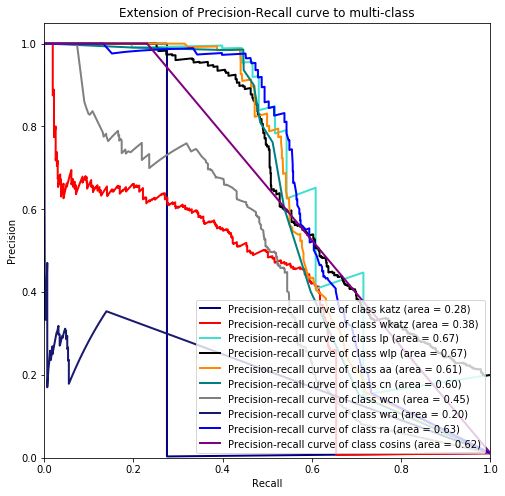 Extension of Precision-Recall curve to multi-class
1.0
0.8
0.6
0.4
0.2
0.0
Precision
Precision-recall curve of class katz (area = 0.28)
Precision-recall curve of class wkatz (area = 0.38)
Precision-recall curve of class lp (area = 0.67)
Precision-recall curve of class wlp (area = 0.67)
Precision-recall curve of class aa (area = 0.61)
Precision-recall curve of class cn (area = 0.60)
Precision-recall curve of class wcn (area = 0.45)
Precision-recall curve of class wra (area = 0.20)
Precision-recall curve of class ra (area = 0.63)
Precision-recall curve of class cosins (area = 0.62)
0.0 0.2 0.4 0.6 0.8 1.0
Recall